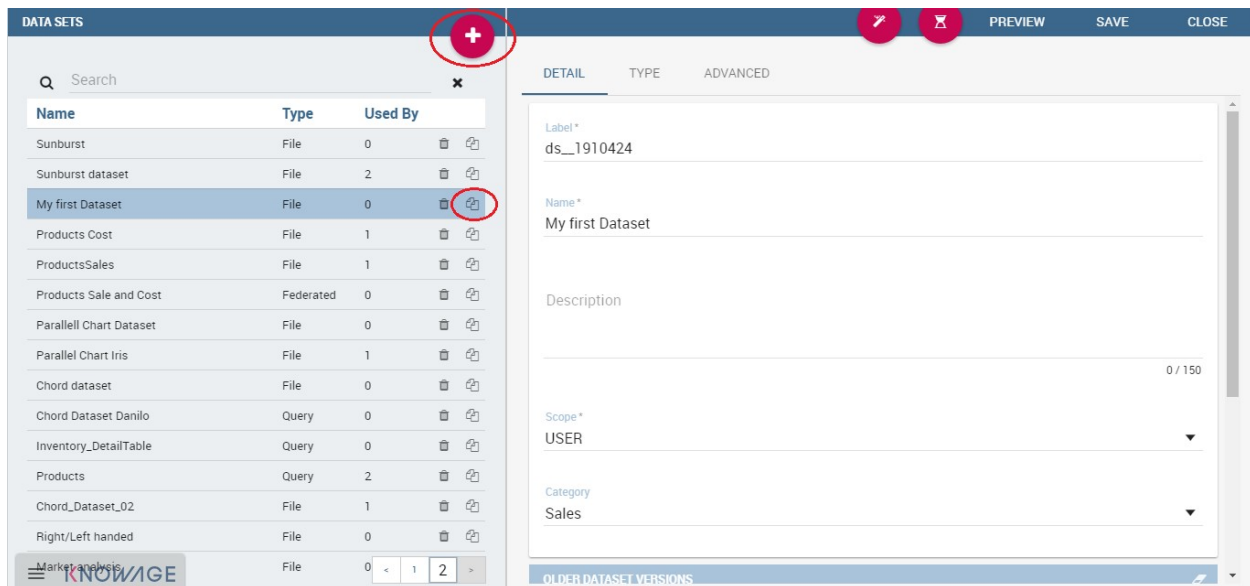 DATA SETS
PREVIEW SAVE CLOSE
Search
Name Type Used By
Sunburst File 0
Sunburst dataset File 2
My first Dataset File 0
Products Cost File 1
ProductsSales File 1
Products Sale and Cost Federated 0
Parallell Chart Dataset File 0
Parallel Chart Iris File 1
Chord dataset File 0
Chord Dataset Danilo Query 0
Inventory_DetailTable Query 0
Products Query 2
Chord_Dataset_02 File 1
Right/Left handed File 0
Market analysis File 0
< 1 2 >
KNOWAGE
DETAIL TYPE ADVANCED
Label *
ds__1910424
Name *
My first Dataset
Description
0 / 150
Scope *
USER
Category
Sales
OLDER DATASET VERSIONS